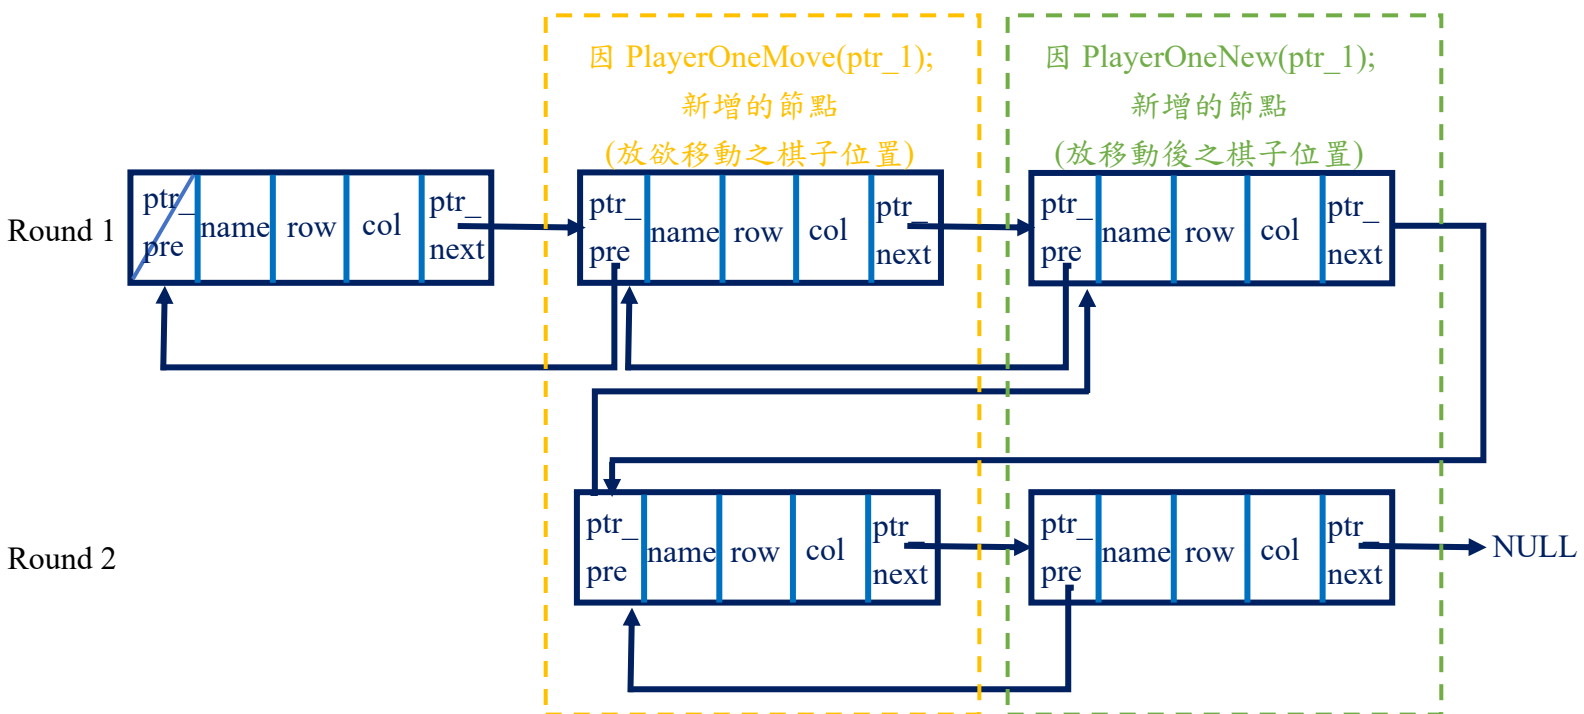 因 PlayerOneMove(ptr_1);
新增的節點
(放欲移動之棋子位置)
因 PlayerOneNew(ptr_1);
新增的節點
(放移動後之棋子位置)
Round 1
ptr_
pre
name
row
col
ptr_
next
ptr_
pre
name
row
col
ptr_
next
ptr_
pre
name
row
col
ptr_
next
Round 2
ptr_
pre
name
row
col
ptr_
next
ptr_
pre
name
row
col
ptr_
next
NULL